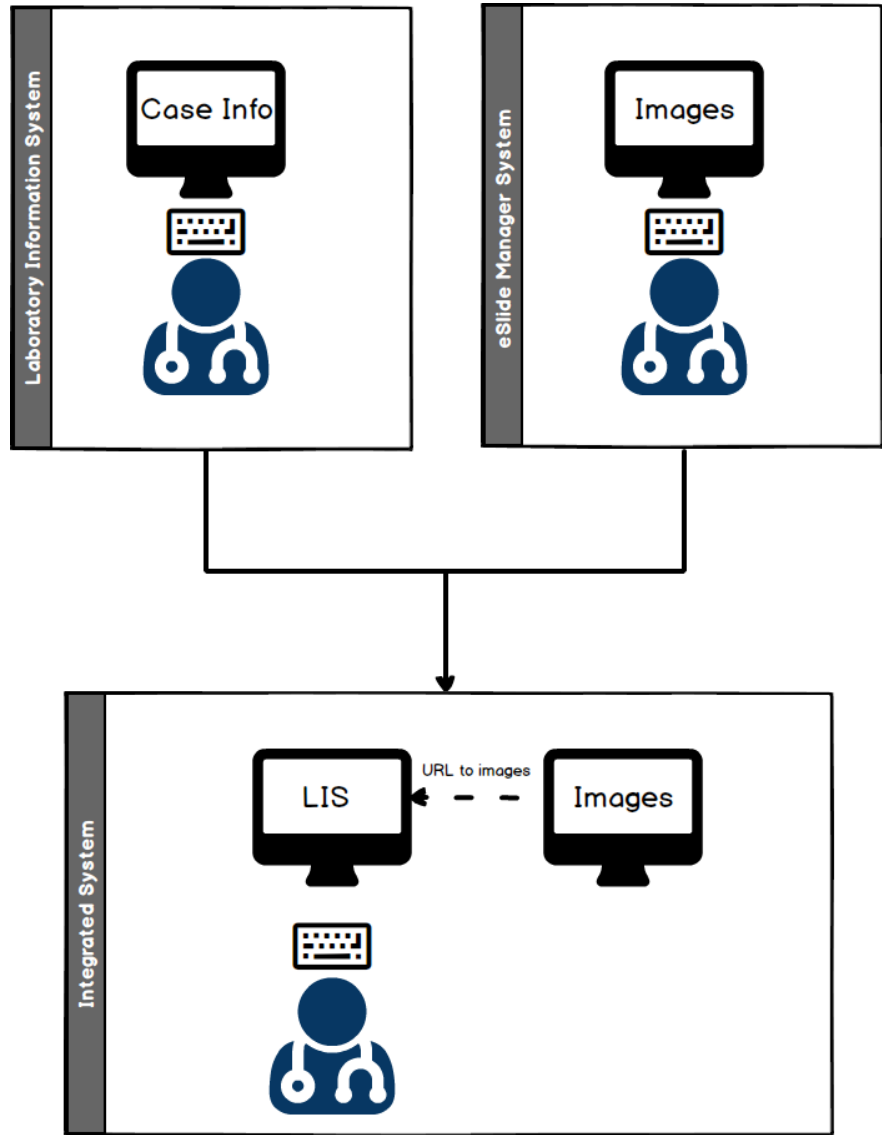 Laboratory Information System
Case Info
eSlide Manager System
Images
Integrated System
LIS
URL to images
Images